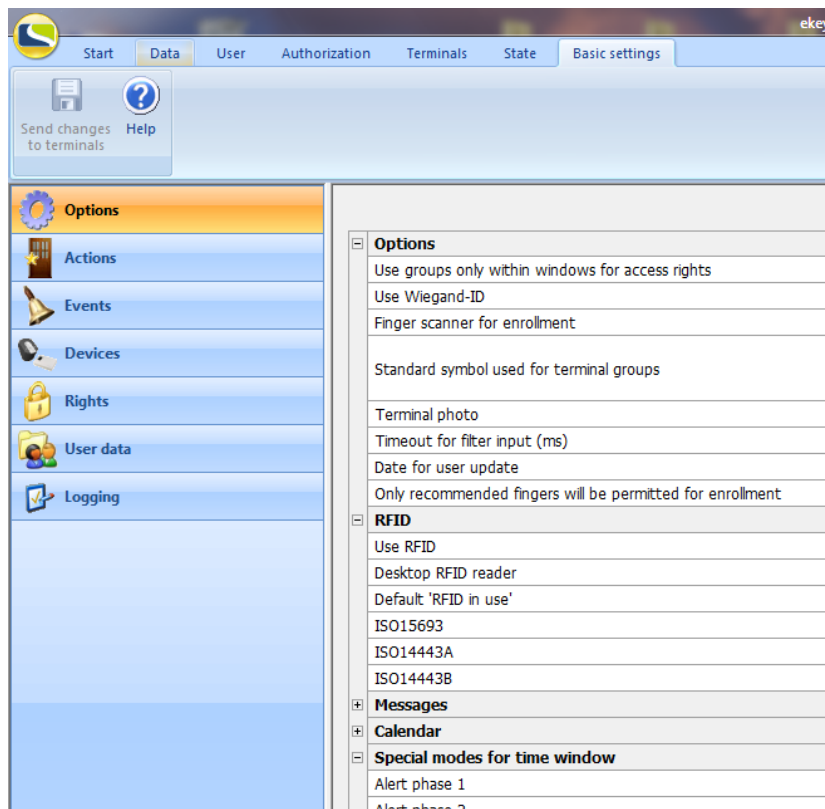 eke
Start Data User Authorization Terminals State Basic settings
Send changes to terminals
Help
Options
Actions
Events
Devices
Rights
User data
Logging
Options
Use groups only within windows for access rights
Use Wiegand-ID
Finger scanner for enrollment
Standard symbol used for terminal groups
Terminal photo
Timeout for filter input (ms)
Date for user update
Only recommended fingers will be permitted for enrollment
RFID
Use RFID
Desktop RFID reader
Default 'RFID in use'
ISO15693
ISO14443A
ISO14443B
Messages
Calendar
Special modes for time window
Alert phase 1
Alert phase 2